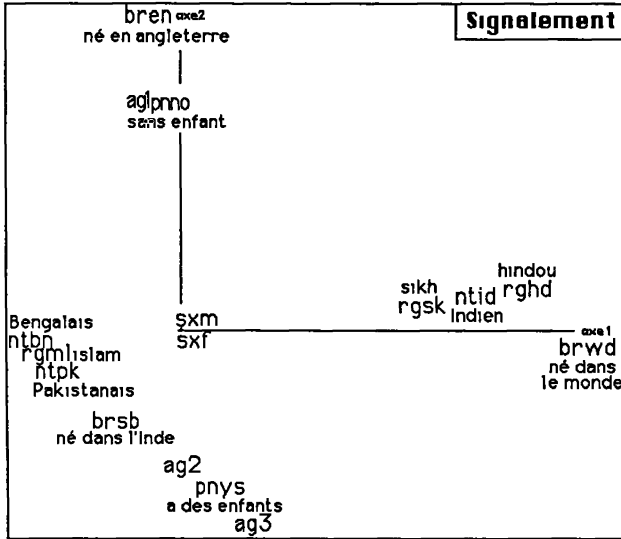 bren axe2
né en angleterre
Signalement
ag1 pnno
sans enfant
hindou
rghd
sikh
rgsk
ntid
Indien
Bengalais
ntbn
sxm
sxf
axe1
brwd
né dans
le monde
rgml islam
ntpk
Pakistanais
brsb
né dans l'Inde
ag2
pnys
a des enfants
ag3